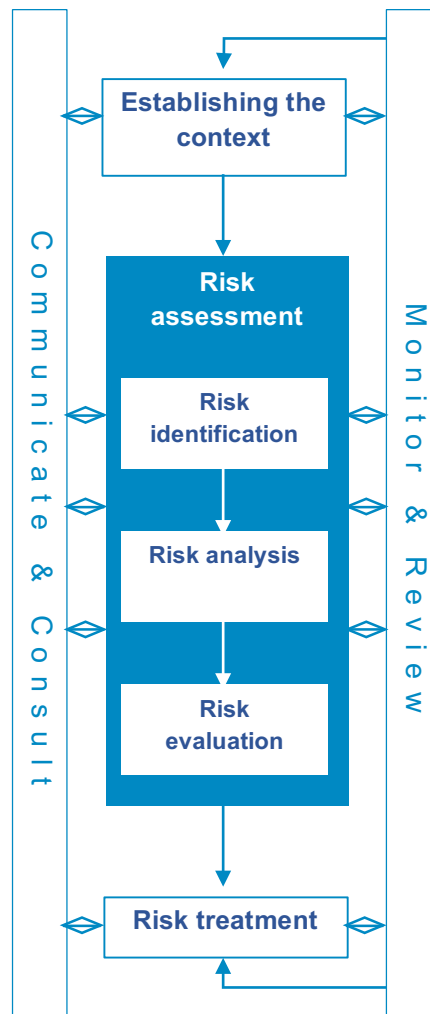 Establishing the
context
Communicate & Consult
Risk
assessment
Monitor & Review
Risk
identification
Risk analysis
Risk
evaluation
Risk treatment